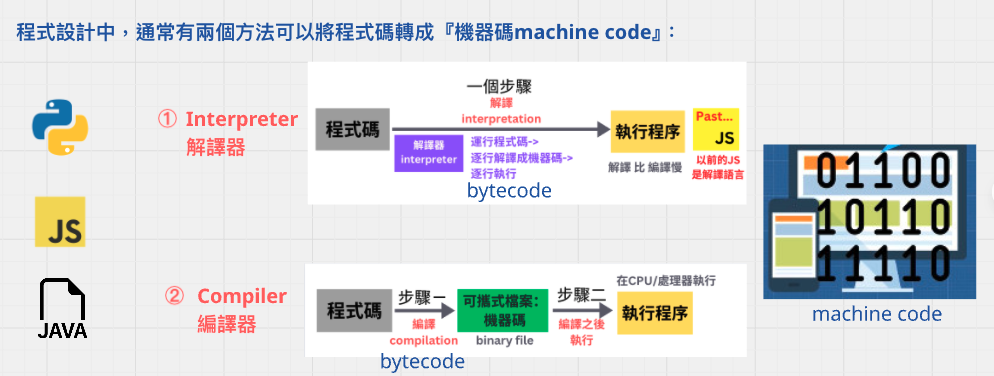 程式設計中，通常有兩個方法可以將程式碼轉成『機器碼machine code』：
① Interpreter
解譯器
一個步驟
解譯
interpretation
程式碼
解譯器
interpreter
運行程式碼->
逐行解譯成機器碼->
逐行執行
bytecode
執行程序
解譯 比 編譯慢
Past...
JS
以前的JS
是解譯語言
JS
01100
10110
11110
machine code
JAVA
② Compiler
編譯器
程式碼
步驟一
編譯
compilation
bytecode
可攜式檔案：
機器碼
binary file
步驟二
編譯之後
執行
在CPU/處理器執行
執行程序